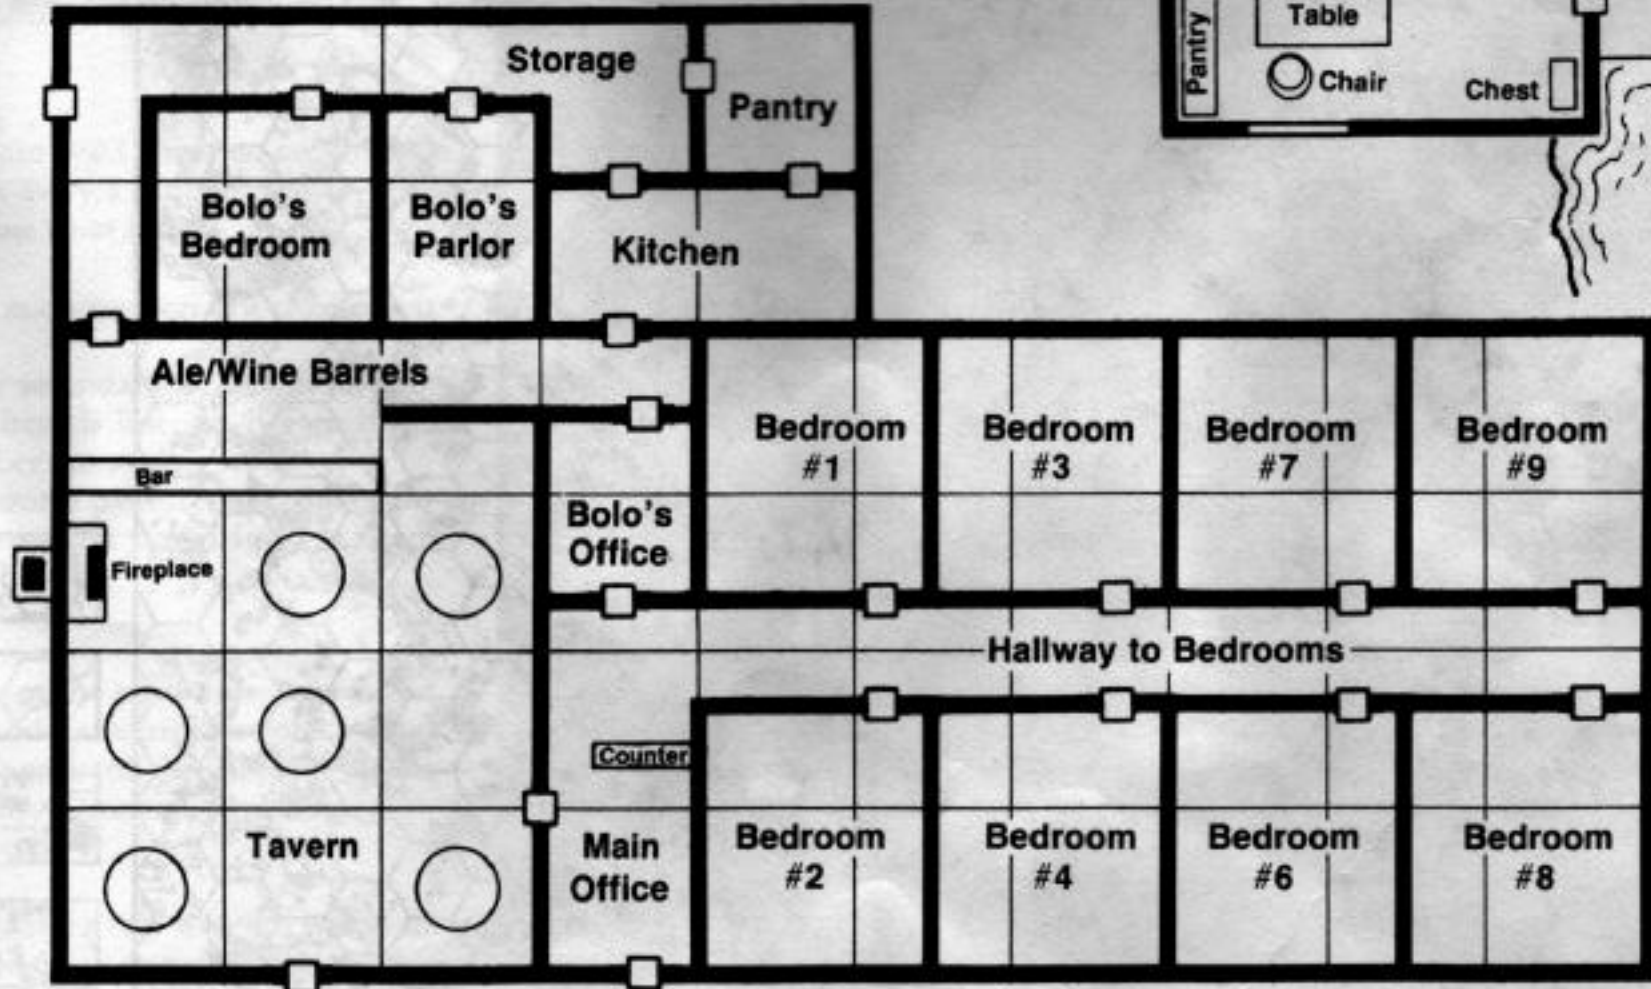 Pantry
Table
Chair
Chest
Storage
Pantry
Bolo's
Bedroom
Bolo's
Parlor
Kitchen
Ale/Wine Barrels
Bar
Bedroom
#1
Bedroom
#3
Bedroom
#7
Bedroom
#9
Bolo's
Office
Fireplace
Hallway to Bedrooms
Counter
Tavern
Main
Office
Bedroom
#2
Bedroom
#4
Bedroom
#6
Bedroom
#8